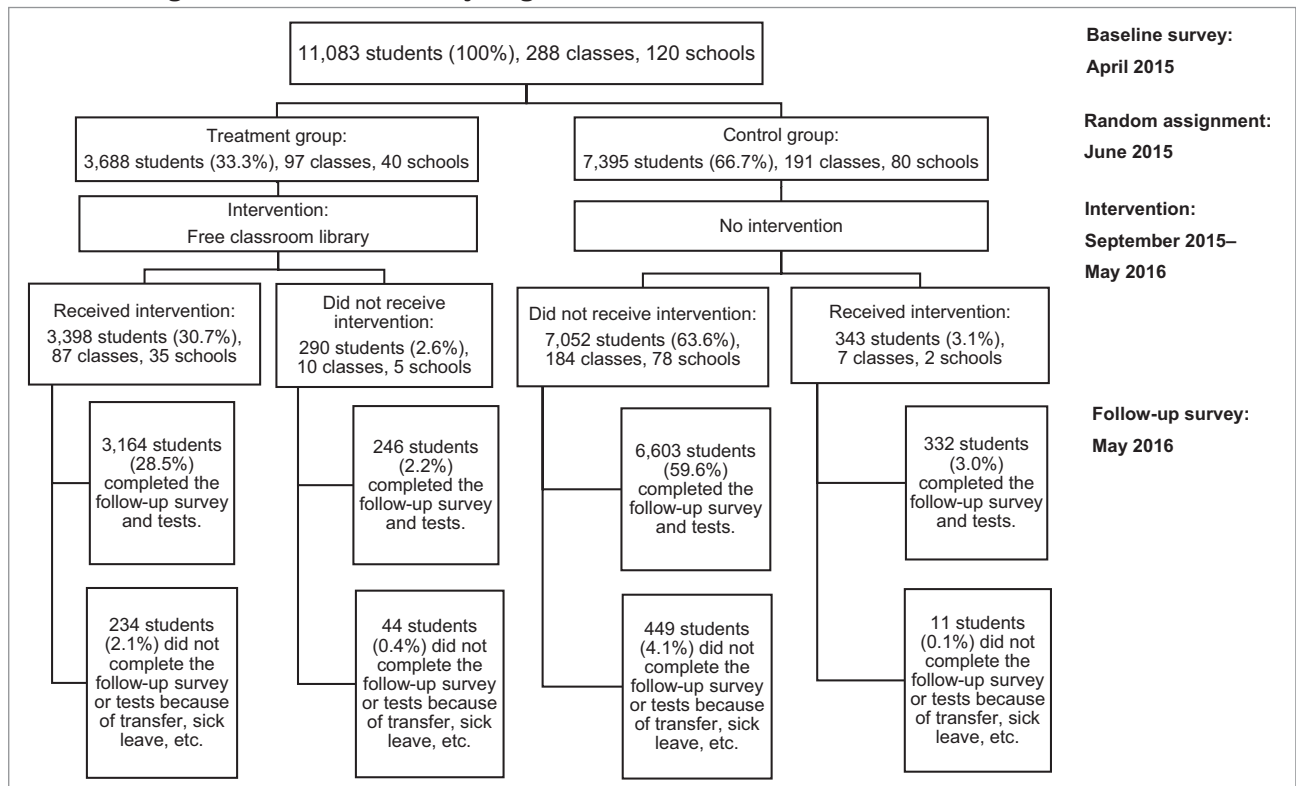 11,083 students (100%), 288 classes, 120 schools
Baseline survey:
April 2015
Treatment group:
3,688 students (33.3%), 97 classes, 40 schools
Control group:
7,395 students (66.7%), 191 classes, 80 schools
Random assignment:
June 2015
Intervention:
Free classroom library
No intervention
Intervention:
September 2015–
May 2016
Received intervention:
3,398 students (30.7%),
87 classes, 35 schools
Did not receive
intervention:
290 students (2.6%),
10 classes, 5 schools
Did not receive intervention:
7,052 students (63.6%),
184 classes, 78 schools
Received intervention:
343 students (3.1%),
7 classes, 2 schools
3,164 students
(28.5%)
completed the
follow-up survey
and tests.
246 students
(2.2%)
completed the
follow-up survey
and tests.
6,603 students
(59.6%)
completed the
follow-up survey
and tests.
332 students
(3.0%)
completed the
follow-up survey
and tests.
Follow-up survey:
May 2016
234 students
(2.1%) did not
complete the
follow-up survey
or tests because
of transfer, sick
leave, etc.
44 students
(0.4%) did not
complete the
follow-up survey
or tests because
of transfer, sick
leave, etc.
449 students
(4.1%) did not
complete the
follow-up survey
or tests because
of transfer, sick
leave, etc.
11 students
(0.1%) did not
complete the
follow-up survey
or tests because
of transfer, sick
leave, etc.